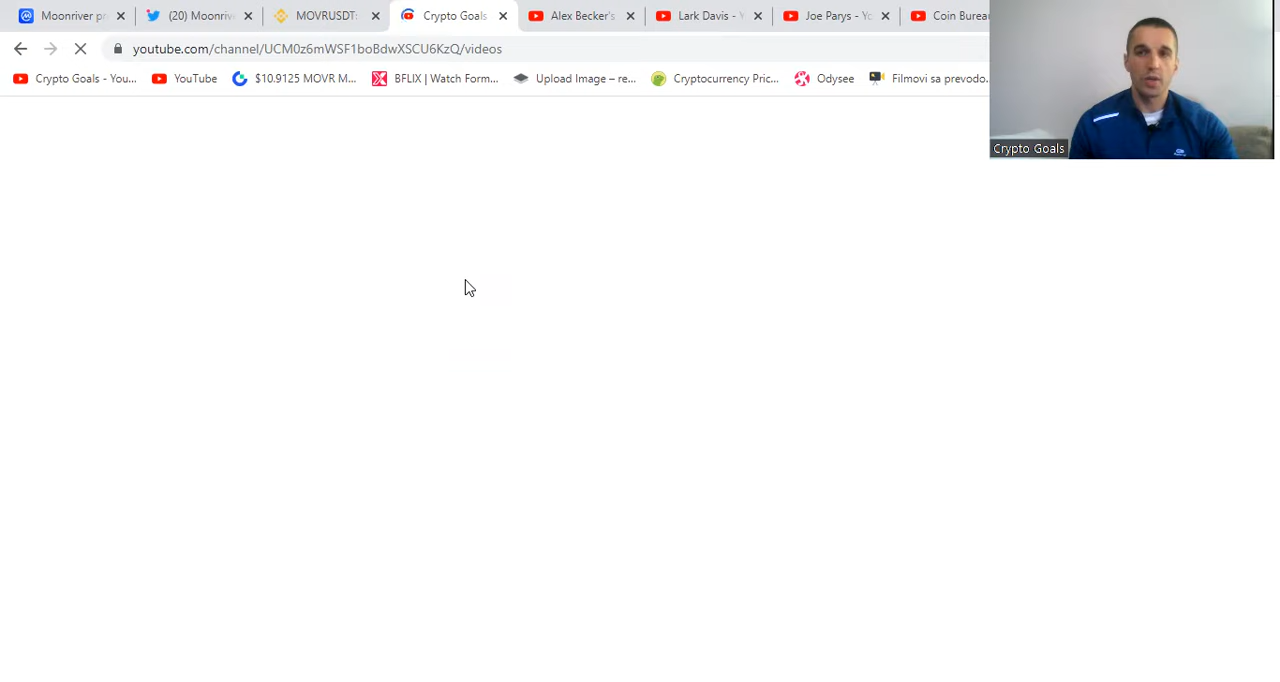 Moonriver pr (20) Moonriv MOVRUSDT: Crypto Goals Alex Becker's Lark Davis - Y Joe Parys - Yo Coin Bureau
youtube.com/channel/UCM0z6mWSF1boBdwXSCU6KzQ/videos
Crypto Goals - You... YouTube $10.9125 MOVR M... BFLIX | Watch Form... Upload Image – re... Cryptocurrency Pric... Odysee Filmovi sa prevodo..
Crypto Goals